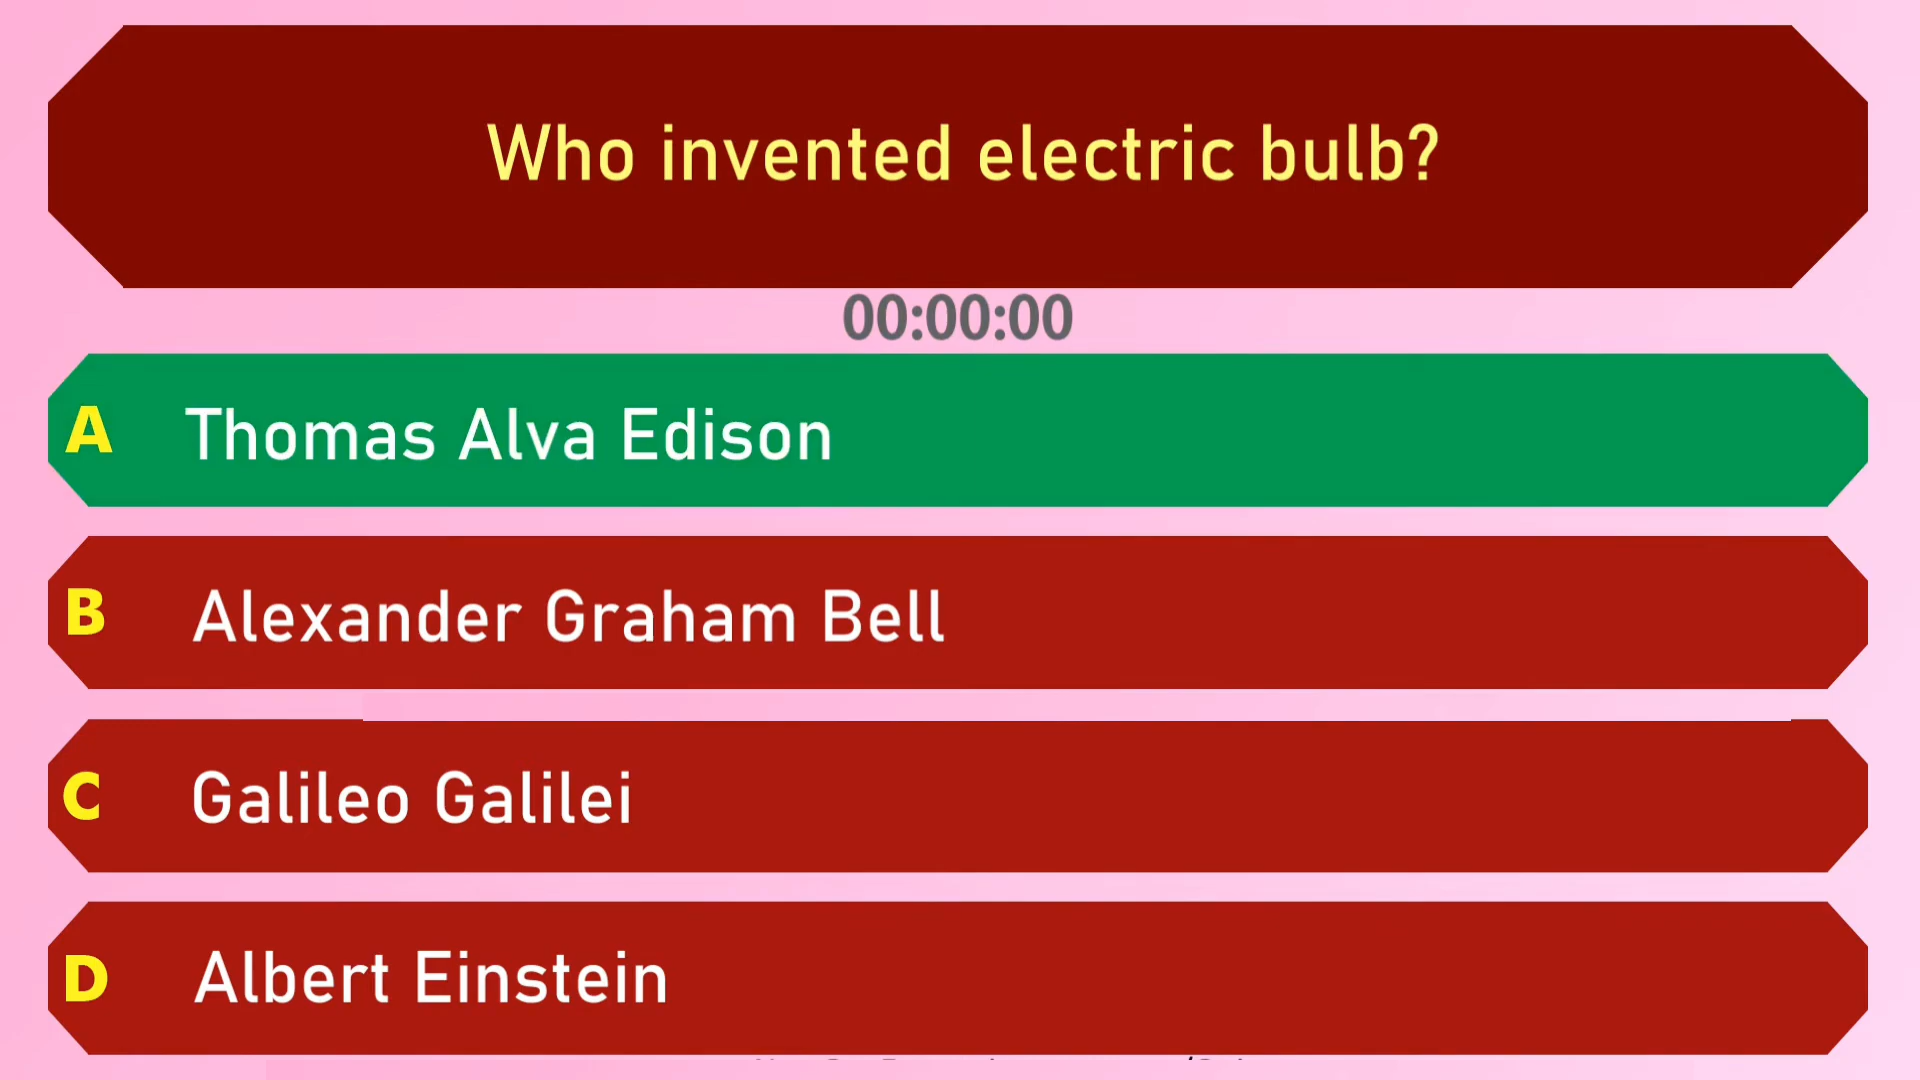 Who invented electric bulb?
00:00:00
A Thomas Alva Edison
B Alexander Graham Bell
C Galileo Galilei
D Albert Einstein